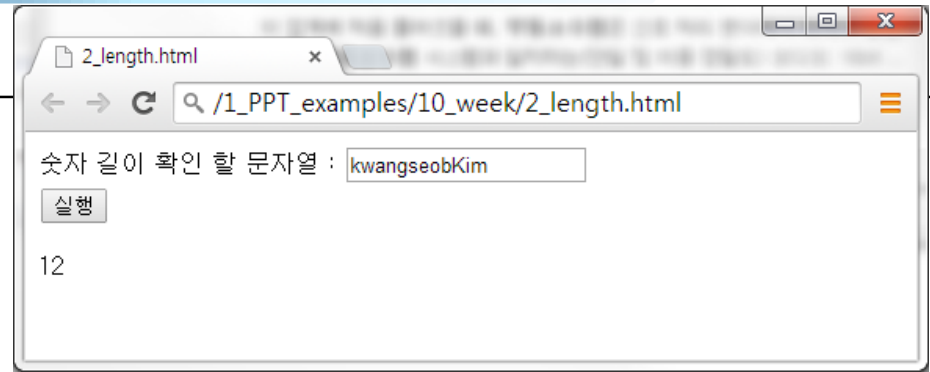 2_length.html
/1_PPT_examples/10_week/2_length.html
숫자 길이 확인 할 문자열 : kwangseobKim
실행
12